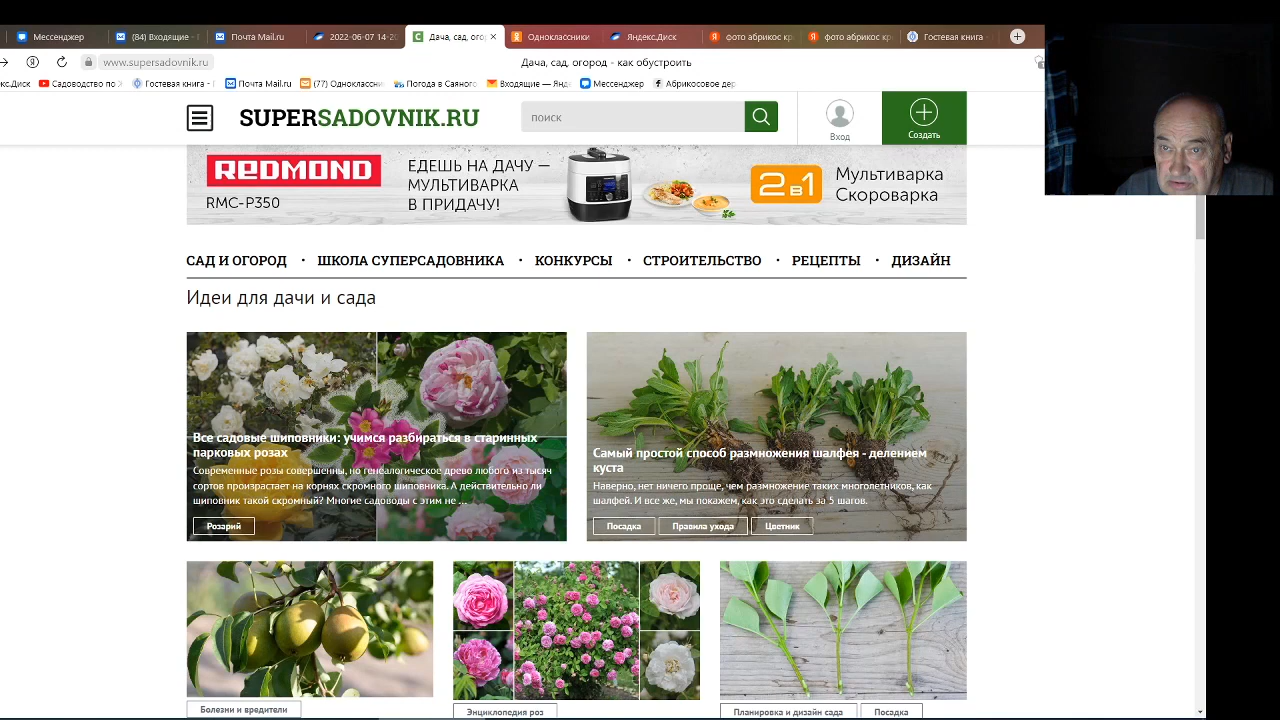 Мессенджер
(84) Входящие -
Почта Mail.ru
2022-06-07 14-20
Дача, сад, ого
Одноклассники
Яндекс.Диск
фото абрикос кр
фото абрикос кр
Гостевая книга -
www.supersadovnik.ru
Дача, сад, огород - как обустроить
кс.Диск
Садоводство по
Гостевая книга -
Почта Mail.ru
(77) Одноклассн
Погода в Саяного
Входящие — Янд
Мессенджер
Абрикосовое дер
SUPERSADOVNIK.RU
поиск
Вход
Создать
REDMOND
RMC-P350
ЕДЕШЬ НА ДАЧУ —
МУЛЬТИВАРКА
В ПРИДАЧУ!
2 в 1
Мультиварка
Скороварка
САД И ОГОРОД · ШКОЛА СУПЕРСАДОВНИКА · КОНКУРСЫ · СТРОИТЕЛЬСТВО · РЕЦЕПТЫ · ДИЗАЙН
Идеи для дачи и сада
Все садовые шиповники: учимся разбираться в старинных
парковых розах
Современные розы совершенны, но генеалогическое древо любого из тысяч
сортов произрастает на корнях скромного шиповника. А действительно ли
шиповник такой скромный? Многие садоводы с этим не ...
Розарий
Самый простой способ размножения шалфея - делением
куста
Наверно, нет ничего проще, чем размножение таких многолетников, как
шалфей. И все же, мы покажем, как это сделать за 5 шагов.
Посадка
Правила ухода
Цветник
Болезни и вредители
Энциклопедия роз
Планировка и дизайн сада
Посадка